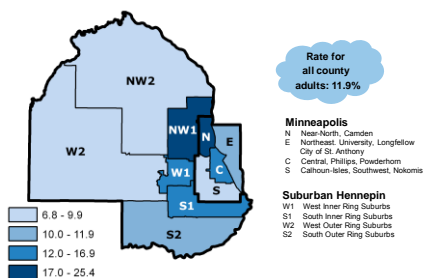 NW2
W2
NW1
N
E
W1
C
S
S1
S2
6.8 - 9.9
10.0 - 11.9
12.0 - 16.9
17.0 - 25.4
Rate for
all county
adults: 11.9%
Minneapolis
N Near-North, Camden
E Northeast. University, Longfellow
City of St. Anthony
C Central, Phillips, Powderhorn
S Calhoun-Isles, Southwest, Nokomis
Suburban Hennepin
W1 West Inner Ring Suburbs
S1 South Inner Ring Suburbs
W2 West Outer Ring Suburbs
S2 South Outer Ring Suburbs